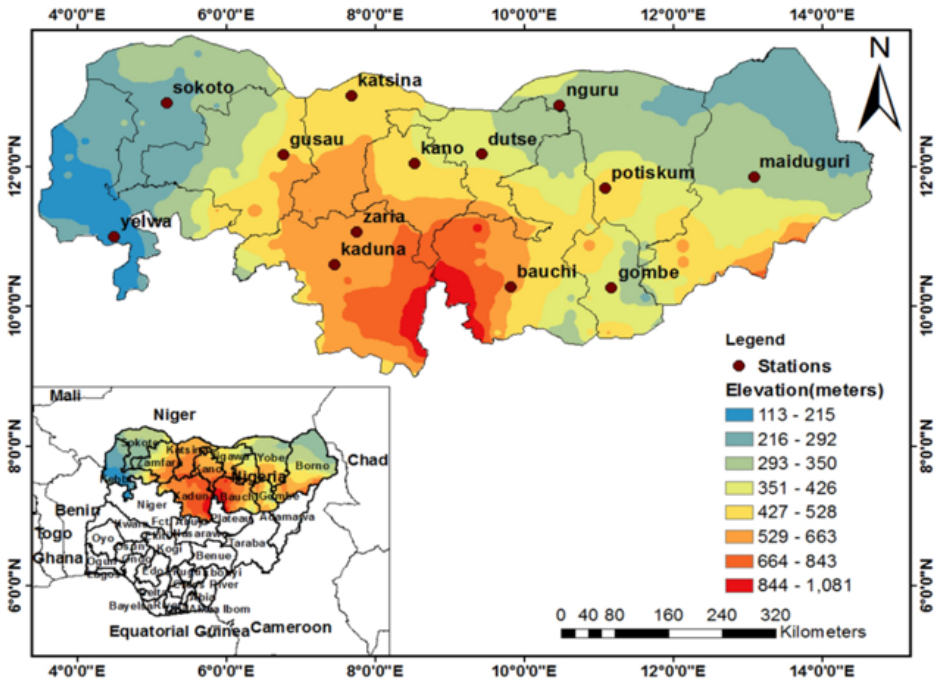 N
sokoto
katsina
nguru
gusau
kano
dutse
maiduguri
potiskum
yelwa
zaria
kaduna
bauchi
gombe
12°0'0"N
10°0'0"N
8°0'0"N
6°0'0"N
12°0'0"N
10°0'0"N
8°0'0"N
6°0'0"N
4°0'0"E 6°0'0"E 8°0'0"E 10°0'0"E 12°0'0"E 14°0'0"E
Legend
Stations
Elevation(meters)
113 - 215
216 - 292
293 - 350
351 - 426
427 - 528
529 - 663
664 - 843
844 - 1,081
0 40 80 160 240 320
Kilometers
Mali
Niger
Chad
Benin
Togo
Ghana
Nigeria
Sokoto
Zamfara
Kano
Yobe
Borno
Kaduna
Bauchi
Gombe
Niger
Plateau
Adamawa
Kwara
Oyo
Kogi
Benue
Taraba
Equatorial Guinea
Cameroon
4°0'0"E 6°0'0"E 8°0'0"E 10°0'0"E 12°0'0"E 14°0'0"E